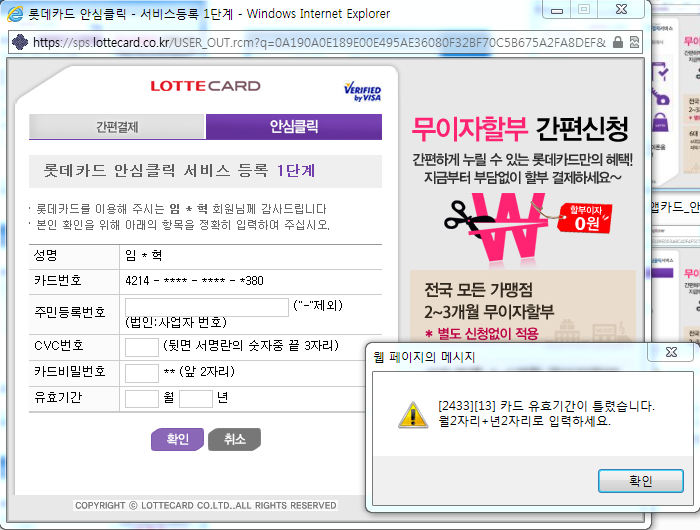 롯데카드 안심클릭 - 서비스등록 1단계 - Windows Internet Explorer
https://sps.lottecard.co.kr/USER_OUT.rcm?q=0A190A0E189E00E495AE36080F32BF70C5B675A2FA8DEF&
LOTTECARD
VERIFIED
by VISA
간편결제
안심클릭
롯데카드 안심클릭 서비스 등록 1단계
· 롯데카드를 이용해 주시는 임 * 혁 회원님께 감사드립니다
· 본인 확인을 위해 아래의 항목을 정확히 입력하여 주십시오.
성명 임 * 혁
카드번호 4214 - **** - **** - *380
주민등록번호 ("-"제외)
(법인:사업자 번호)
CVC번호 (뒷면 서명란의 숫자중 끝 3자리)
카드비밀번호 ** (앞 2자리)
유효기간 월 년
확인 취소
COPYRIGHT ⓒ LOTTECARD CO.LTD..ALL RIGHTS RESERVED
무이자할부 간편신청
간편하게 누릴 수 있는 롯데카드만의 혜택!
지금부터 부담없이 할부 결제하세요~
할부이자
0원
전국 모든 가맹점
2~3개월 무이자할부
* 별도 신청없이 적용
웹 페이지의 메시지
[2433][13] 카드 유효기간이 틀렸습니다.
월2자리+년2자리로 입력하세요.
확인
무이
전국
2~
* 별
6대
앱카드_안